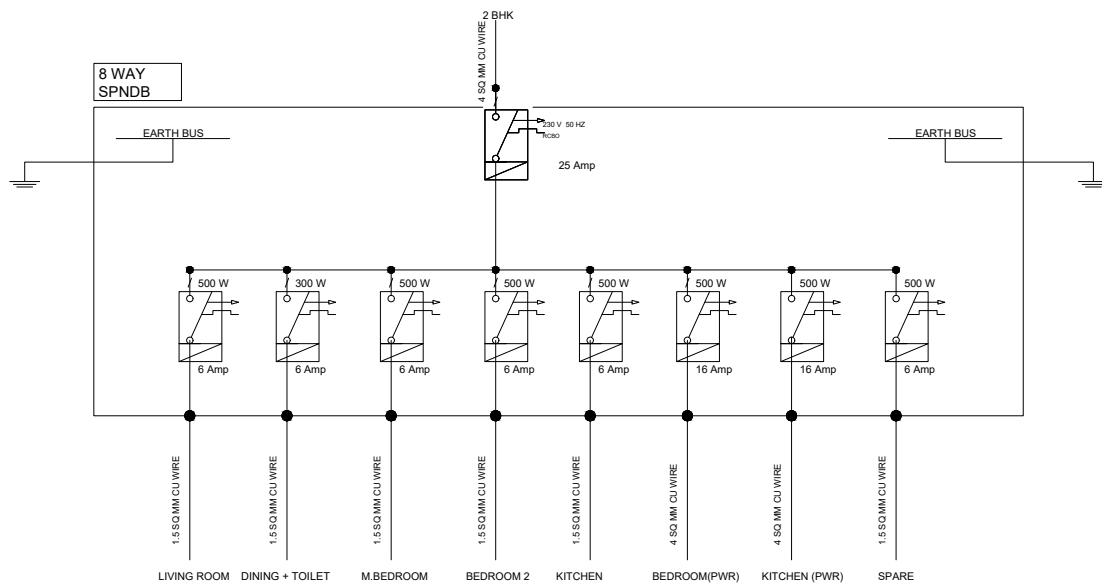 2 BHK
4 SQ MM CU WIRE
8 WAY
SPNDB
EARTH BUS
230 V 50 HZ
RCBO
25 Amp
EARTH BUS
500 W
300 W
500 W
500 W
500 W
500 W
500 W
500 W
6 Amp
6 Amp
6 Amp
6 Amp
6 Amp
16 Amp
16 Amp
6 Amp
1.5 SQ MM CU WIRE
1.5 SQ MM CU WIRE
1.5 SQ MM CU WIRE
1.5 SQ MM CU WIRE
1.5 SQ MM CU WIRE
4 SQ MM CU WIRE
4 SQ MM CU WIRE
1.5 SQ MM CU WIRE
LIVING ROOM
DINING + TOILET
M.BEDROOM
BEDROOM 2
KITCHEN
BEDROOM(PWR)
KITCHEN (PWR)
SPARE